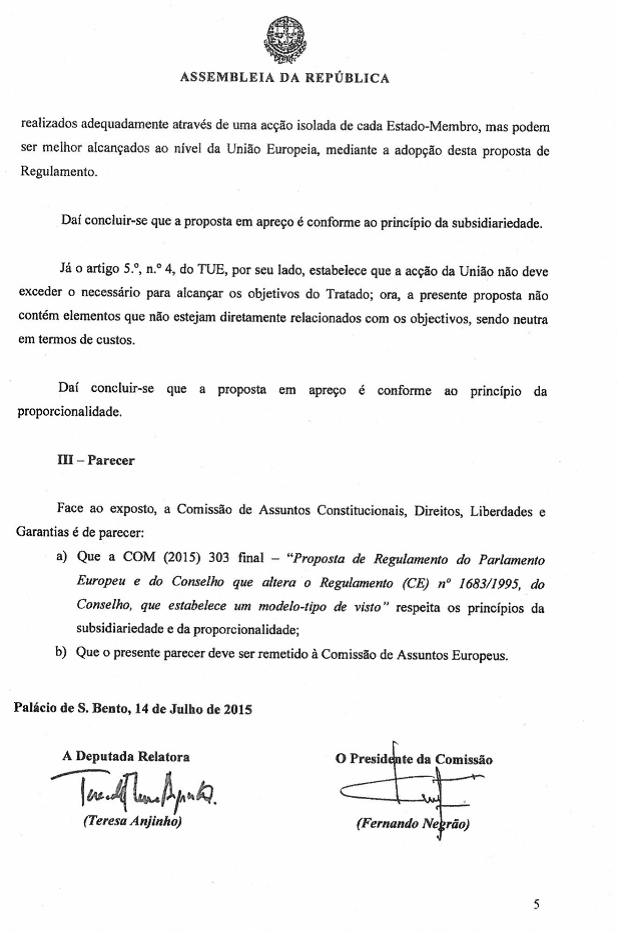 ASSEMBLEIA DA REPÚBLICA
realizados adequadamente através de uma acção isolada de cada Estado-Membro, mas podem
ser melhor alcançados ao nível da União Europeia, mediante a adopção desta proposta de
Regulamento.
Daí concluir-se que a proposta em apreço é conforme ao princípio da subsidiariedade.
Já o artigo 5.º, n.º 4, do TUE, por seu lado, estabelece que a acção da União não deve
exceder o necessário para alcançar os objetivos do Tratado; ora, a presente proposta não
contém elementos que não estejam diretamente relacionados com os objectivos, sendo neutra
em termos de custos.
Daí concluir-se que a proposta em apreço é conforme ao princípio da
proporcionalidade.
III – Parecer
Face ao exposto, a Comissão de Assuntos Constitucionais, Direitos, Liberdades e
Garantias é de parecer:
a) Que a COM (2015) 303 final – “Proposta de Regulamento do Parlamento
Europeu e do Conselho que altera o Regulamento (CE) nº 1683/1995, do
Conselho, que estabelece um modelo-tipo de visto” respeita os princípios da
subsidiariedade e da proporcionalidade;
b) Que o presente parecer deve ser remetido à Comissão de Assuntos Europeus.
Palácio de S. Bento, 14 de Julho de 2015
A Deputada Relatora
O Presidente da Comissão
(Teresa Anjinho)
(Fernando Negrão)
5